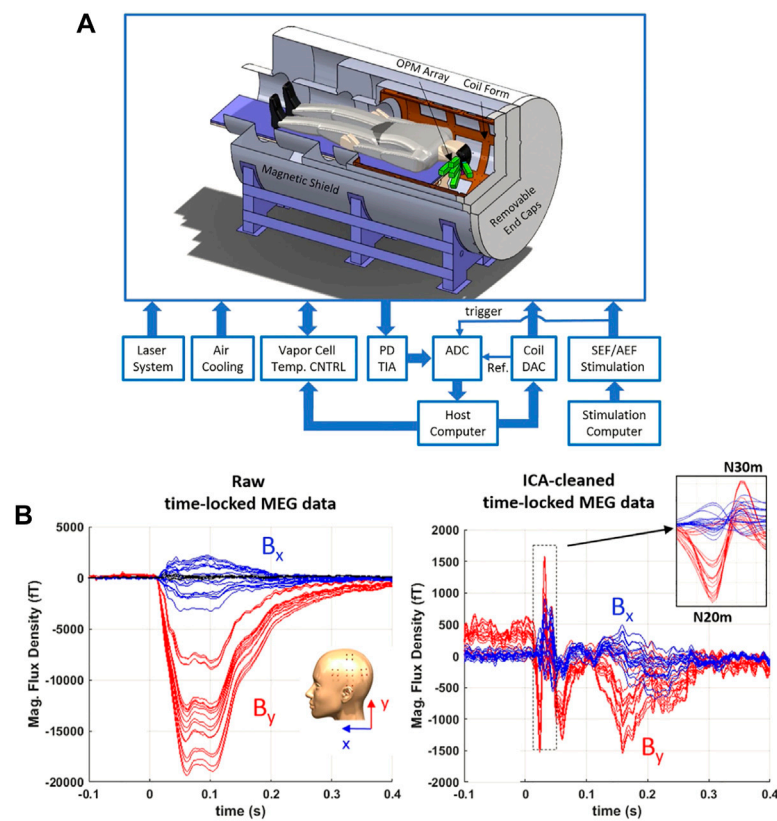 A
OPM Array
Coil Form
Magnetic Shield
Removable
End Caps
trigger
Laser
System
Air
Cooling
Vapor Cell
Temp. CNTRL
PD
TIA
ADC
Ref.
Coil
DAC
SEF/AEF
Stimulation
Host
Computer
Stimulation
Computer
B
Raw
time-locked MEG data
5000
0
-5000
-10000
-15000
-20000
Mag. Flux Density (fT)
Bx
By
y
x
-0.1
0
0.1
0.2
0.3
0.4
time (s)
ICA-cleaned
time-locked MEG data
N30m
N20m
2000
1500
1000
500
0
-500
-1000
-1500
-2000
Mag. Flux Density (fT)
Bx
By
-0.1
0
0.1
0.2
0.3
0.4
time (s)